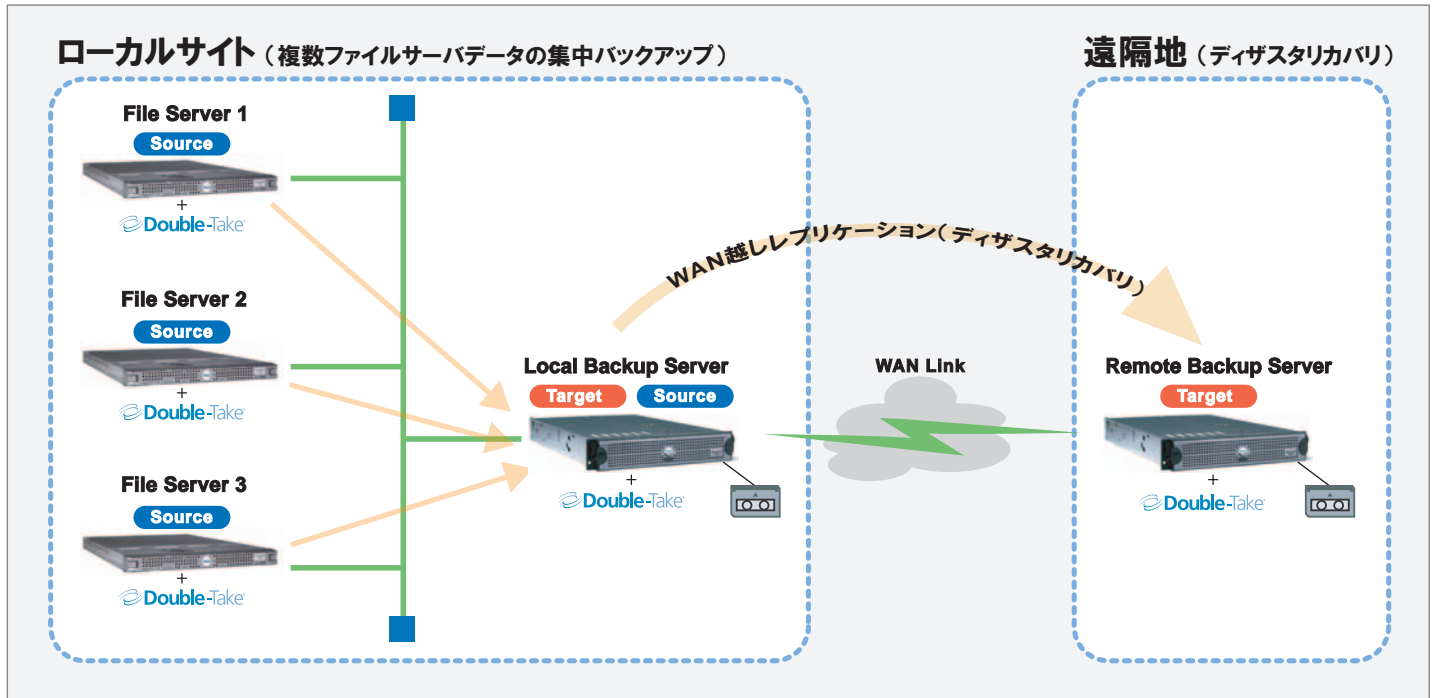 ローカルサイト（複数ファイルサーバデータの集中バックアップ）
遠隔地（ディザスタリカバリ）
File Server 1
Source
+
Double-Take
File Server 2
Source
+
Double-Take
File Server 3
Source
+
Double-Take
WAN越しレプリケーション（ディザスタリカバリ）
Local Backup Server
Target Source
+
Double-Take
WAN Link
Remote Backup Server
Target
+
Double-Take